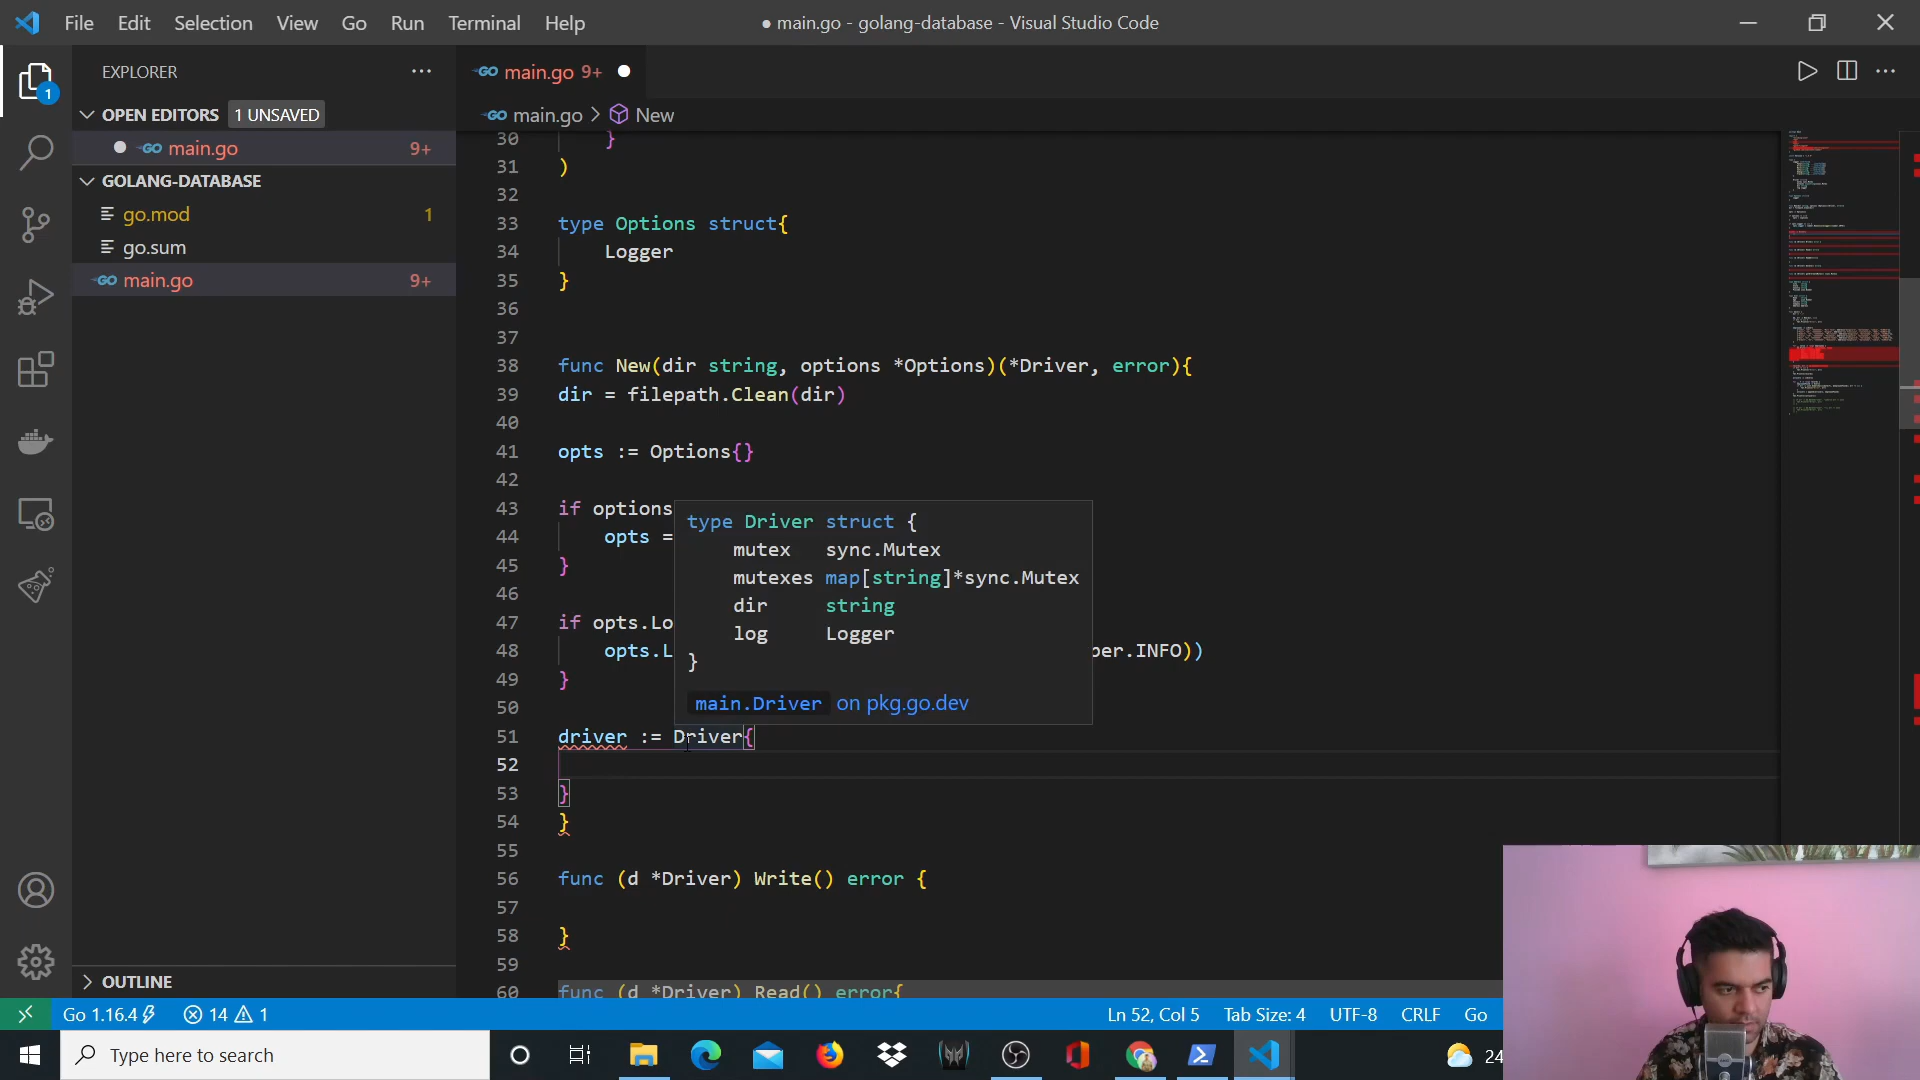 File Edit Selection View Go Run Terminal Help
● main.go - golang-database - Visual Studio Code
EXPLORER
OPEN EDITORS 1 UNSAVED
main.go 9+
GOLANG-DATABASE
go.mod 1
go.sum
main.go 9+
OUTLINE
1
GO main.go 9+
GO main.go > New
30 }
31 )
32
33 type Options struct{
34 Logger
35 }
36
37
38 func New(dir string, options *Options)(*Driver, error){
39 dir = filepath.Clean(dir)
40
41 opts := Options{}
42
43 if options
44 opts =
45 }
46
47 if opts.Lo
48 opts.L per.INFO))
49 }
50
51 driver := Driver{
52
53 }
54 }
55
56 func (d *Driver) Write() error {
57
58 }
59
60 func (d *Driver) Read() error{
type Driver struct {
mutex sync.Mutex
mutexes map[string]*sync.Mutex
dir string
log Logger
}
main.Driver on pkg.go.dev
Go 1.16.4 14 1
Ln 52, Col 5 Tab Size: 4 UTF-8 CRLF Go
Type here to search
24